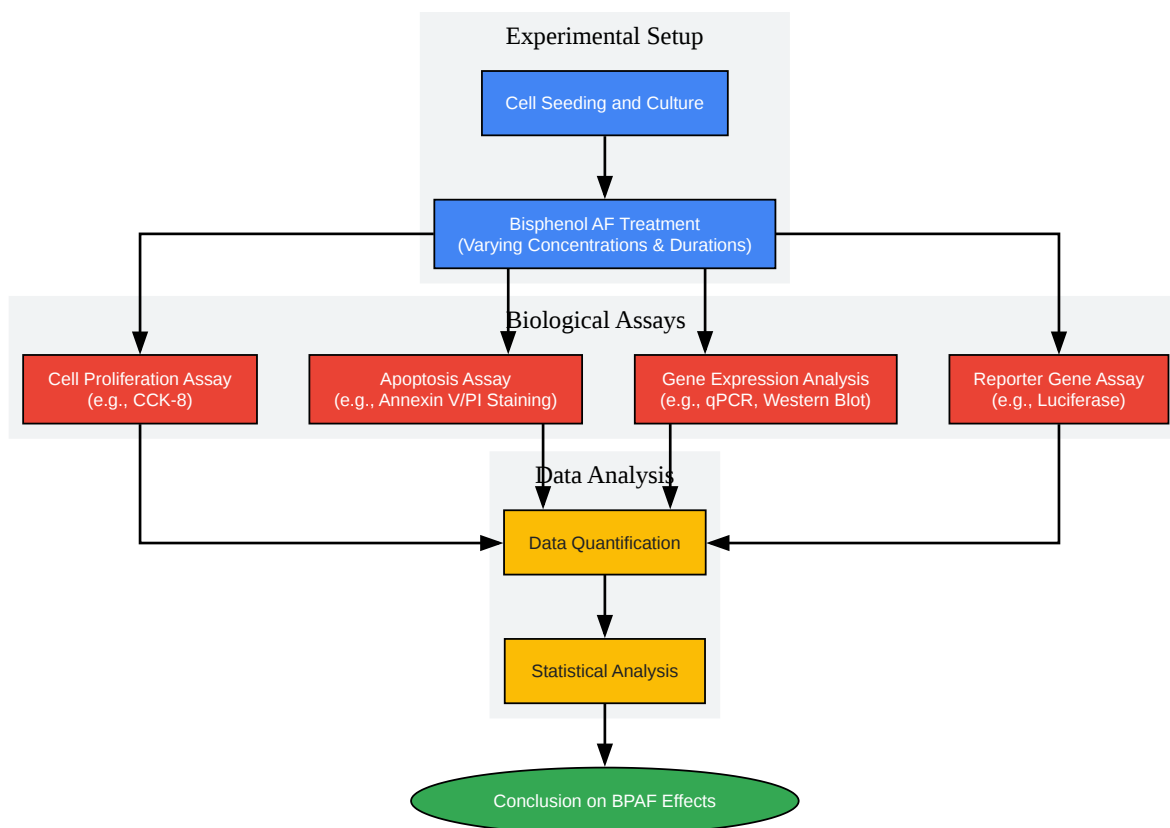 Experimental Setup
Cell Seeding and Culture
Bisphenol AF Treatment
(Varying Concentrations & Durations)
Biological Assays
Cell Proliferation Assay
(e.g., CCK-8)
Apoptosis Assay
(e.g., Annexin V/PI Staining)
Gene Expression Analysis
(e.g., qPCR, Western Blot)
Reporter Gene Assay
(e.g., Luciferase)
Data Analysis
Data Quantification
Statistical Analysis
Conclusion on BPAF Effects